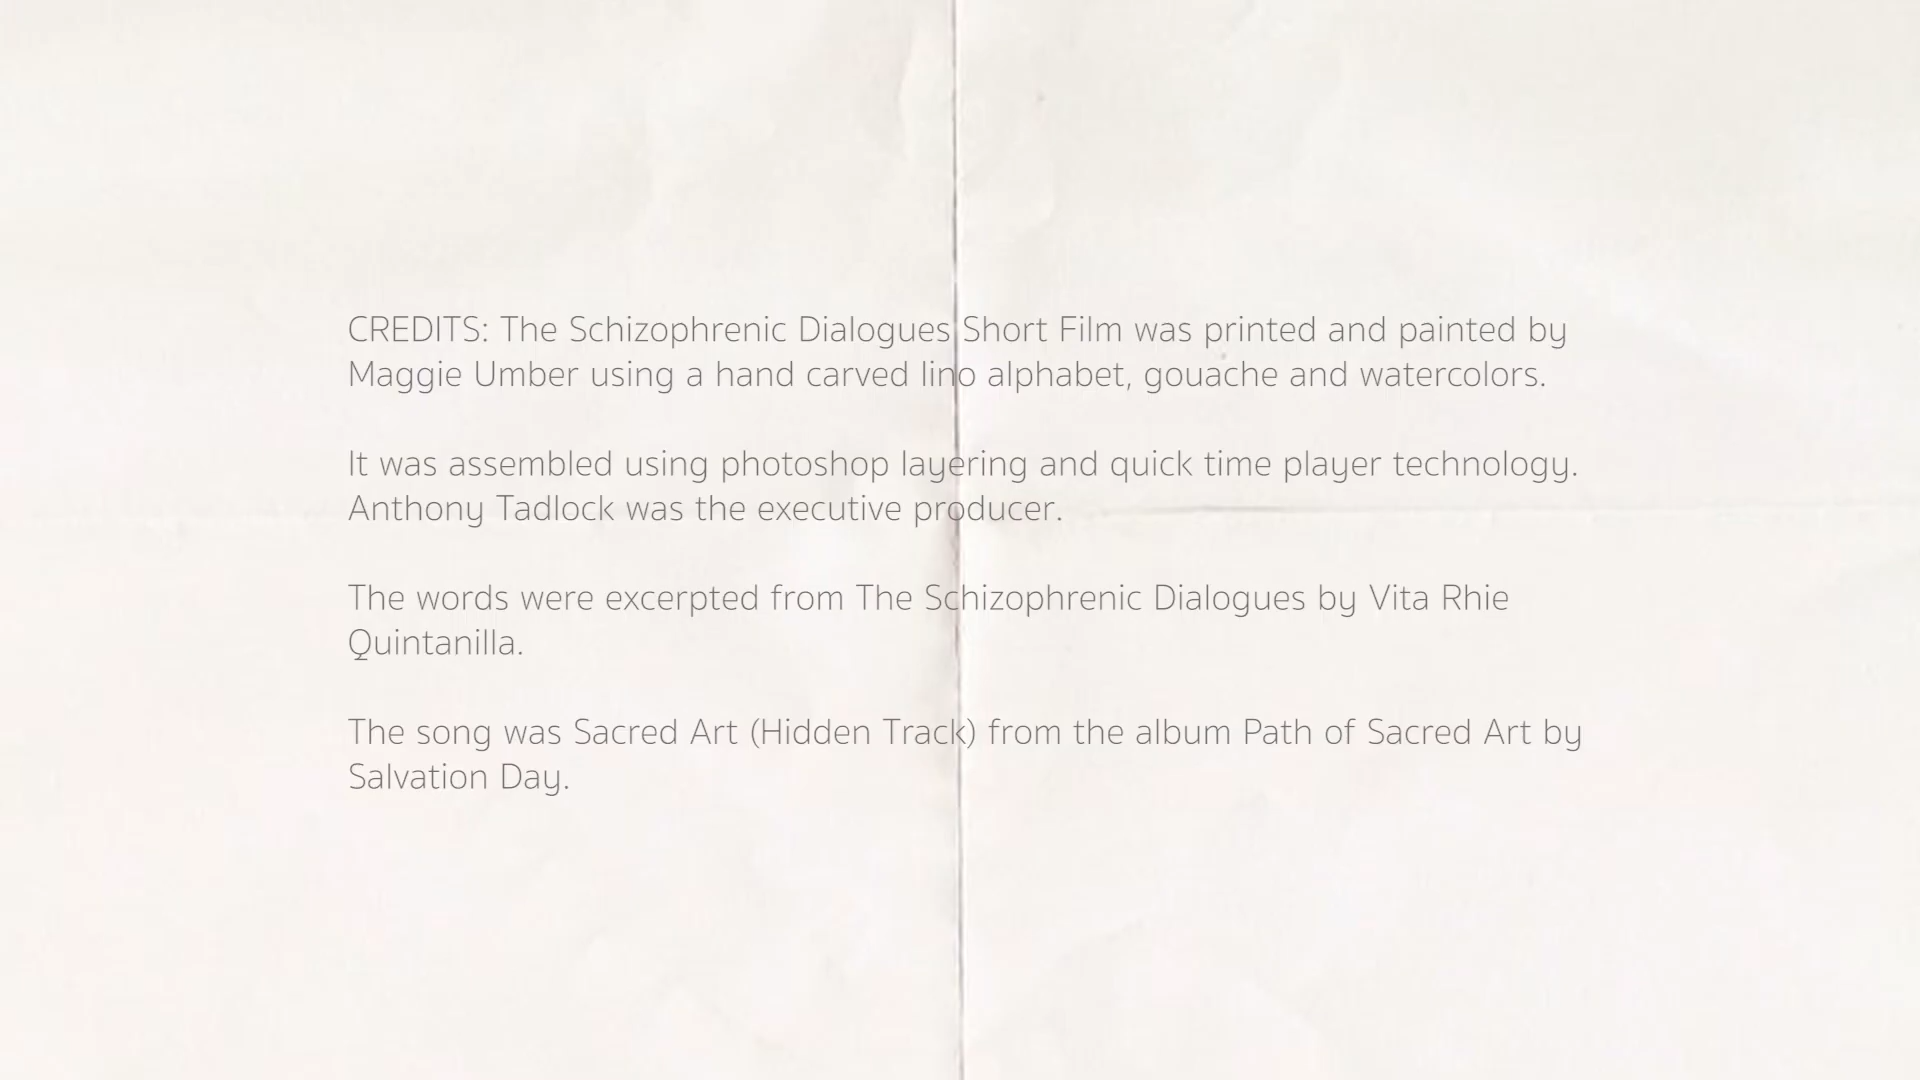 CREDITS: The Schizophrenic Dialogues Short Film was printed and painted by
Maggie Umber using a hand carved lino alphabet, gouache and watercolors.
It was assembled using photoshop layering and quick time player technology.
Anthony Tadlock was the executive producer.
The words were excerpted from The Schizophrenic Dialogues by Vita Rhie
Quintanilla.
The song was Sacred Art (Hidden Track) from the album Path of Sacred Art by
Salvation Day.